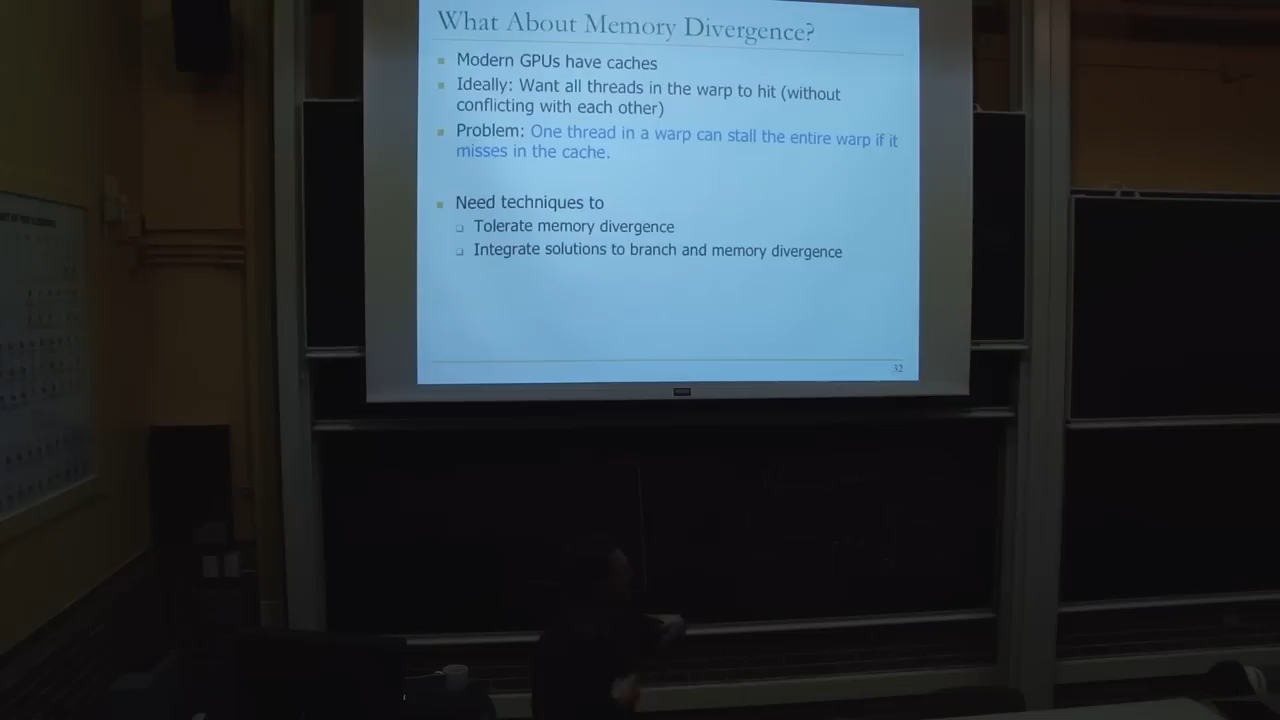 What About Memory Divergence?
Modern GPUs have caches
Ideally: Want all threads in the warp to hit (without
conflicting with each other)
Problem: One thread in a warp can stall the entire warp if it
misses in the cache.
Need techniques to
Tolerate memory divergence
Integrate solutions to branch and memory divergence
32